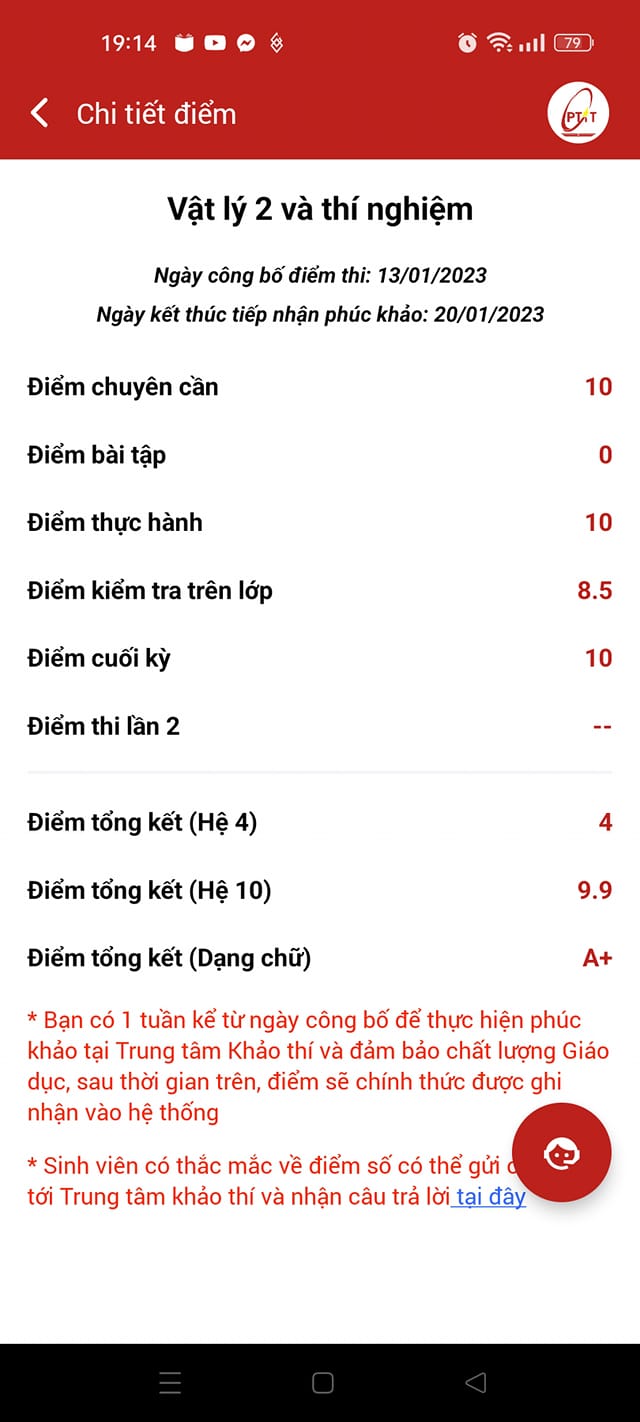 19:14
79
Chi tiết điểm
PTIT
Vật lý 2 và thí nghiệm
Ngày công bố điểm thi: 13/01/2023
Ngày kết thúc tiếp nhận phúc khảo: 20/01/2023
Điểm chuyên cần 10
Điểm bài tập 0
Điểm thực hành 10
Điểm kiểm tra trên lớp 8.5
Điểm cuối kỳ 10
Điểm thi lần 2 --
Điểm tổng kết (Hệ 4) 4
Điểm tổng kết (Hệ 10) 9.9
Điểm tổng kết (Dạng chữ) A+
* Bạn có 1 tuần kể từ ngày công bố để thực hiện phúc
khảo tại Trung tâm Khảo thí và đảm bảo chất lượng Giáo
dục, sau thời gian trên, điểm sẽ chính thức được ghi
nhận vào hệ thống
* Sinh viên có thắc mắc về điểm số có thể gửi
tới Trung tâm khảo thí và nhận câu trả lời tại đây